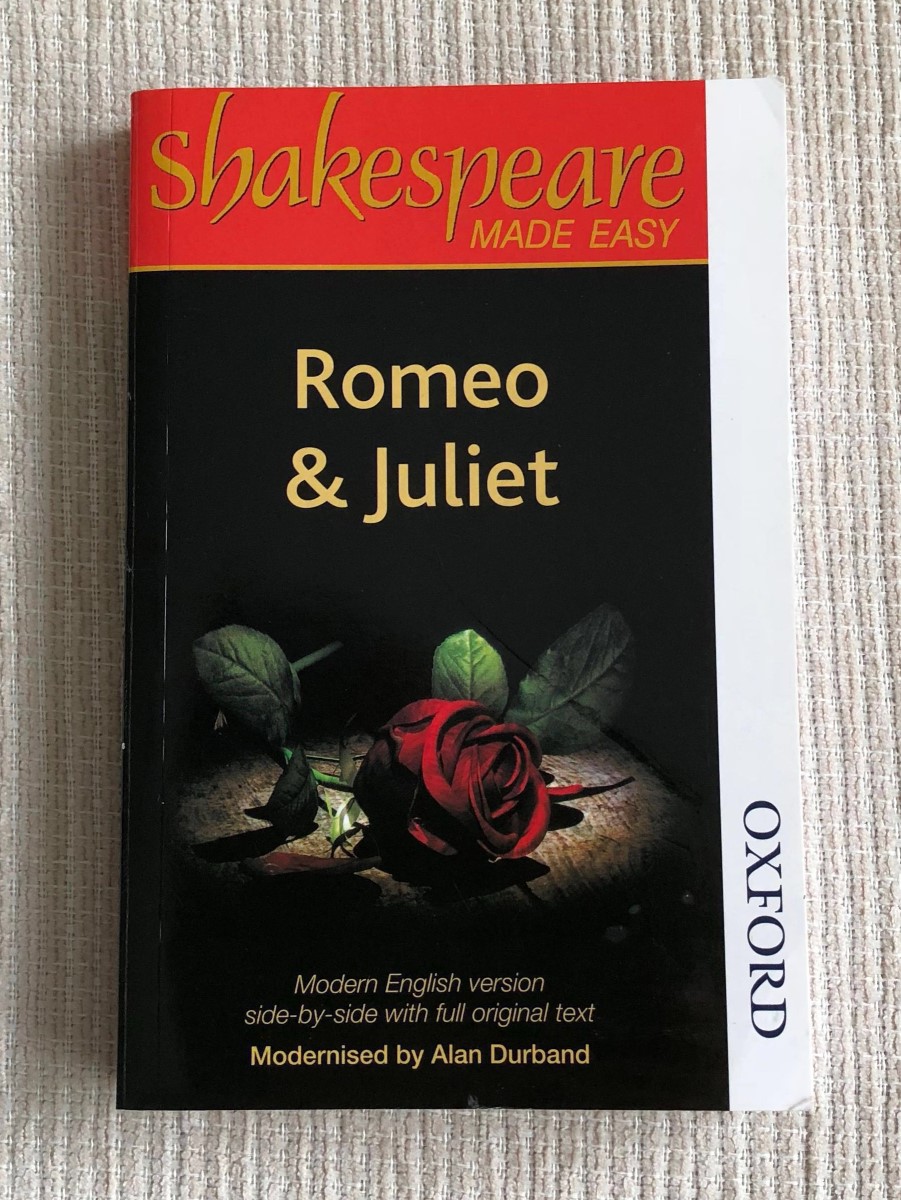 Shakespeare
MADE EASY
Romeo
& Juliet
Modern English version
side-by-side with full original text
Modernised by Alan Durband
OXFORD